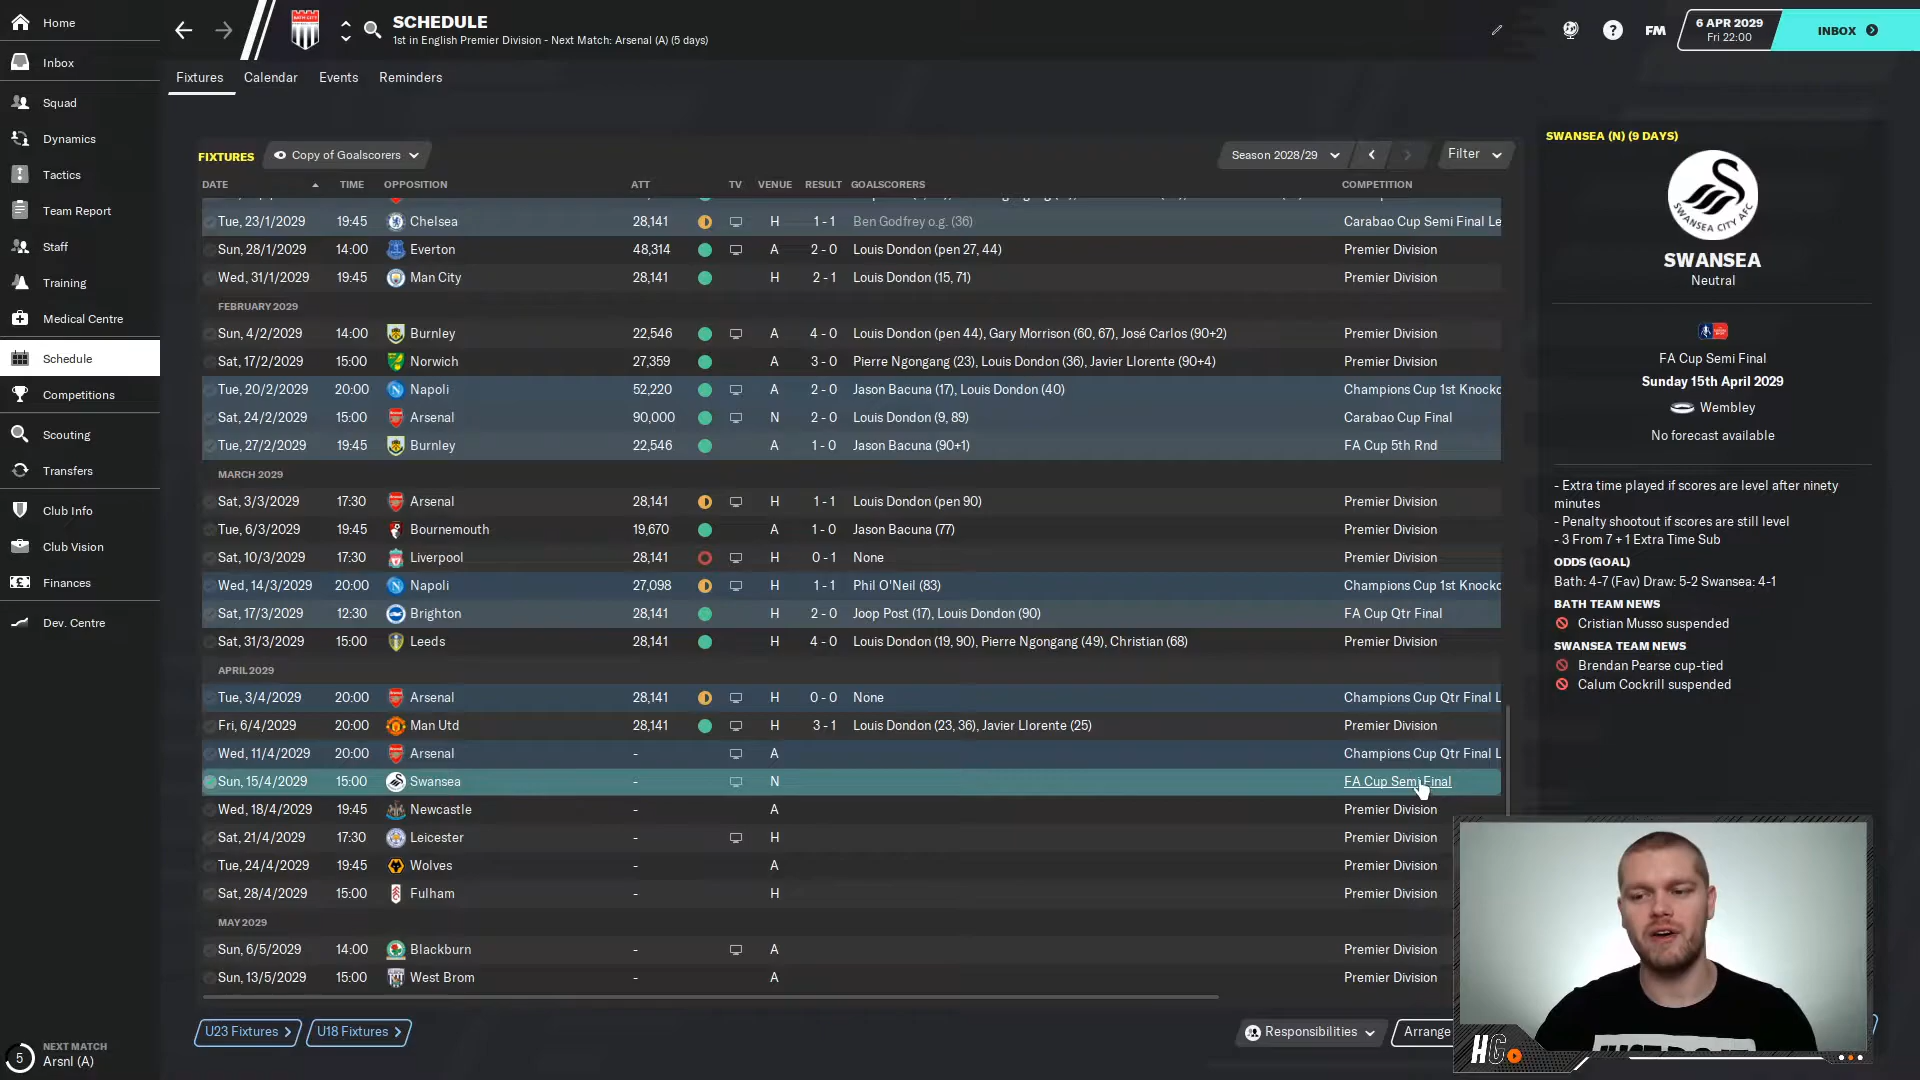 Home
Inbox
Squad
Dynamics
Tactics
Team Report
Staff
Training
Medical Centre
Schedule
Competitions
Scouting
Transfers
Club Info
Club Vision
Finances
Dev. Centre
5
NEXT MATCH
Arsnl (A)
BATH CITY
SCHEDULE
1st in English Premier Division - Next Match: Arsenal (A) (5 days)
FM
6 APR 2029
Fri 22:00
INBOX
Fixtures Calendar Events Reminders
FIXTURES Copy of Goalscorers Season 2028/29 Filter
DATE TIME OPPOSITION ATT TV VENUE RESULT GOALSCORERS COMPETITION
Tue, 23/1/2029 19:45 Chelsea 28,141 H 1 - 1 Ben Godfrey o.g. (36) Carabao Cup Semi Final Le
Sun, 28/1/2029 14:00 Everton 48,314 A 2 - 0 Louis Dondon (pen 27, 44) Premier Division
Wed, 31/1/2029 19:45 Man City 28,141 H 2 - 1 Louis Dondon (15, 71) Premier Division
FEBRUARY 2029
Sun, 4/2/2029 14:00 Burnley 22,546 A 4 - 0 Louis Dondon (pen 44), Gary Morrison (60, 67), José Carlos (90+2) Premier Division
Sat, 17/2/2029 15:00 Norwich 27,359 A 3 - 0 Pierre Ngongang (23), Louis Dondon (36), Javier Llorente (90+4) Premier Division
Tue, 20/2/2029 20:00 Napoli 52,220 A 2 - 0 Jason Bacuna (17), Louis Dondon (40) Champions Cup 1st Knockc
Sat, 24/2/2029 15:00 Arsenal 90,000 N 2 - 0 Louis Dondon (9, 89) Carabao Cup Final
Tue, 27/2/2029 19:45 Burnley 22,546 A 1 - 0 Jason Bacuna (90+1) FA Cup 5th Rnd
MARCH 2029
Sat, 3/3/2029 17:30 Arsenal 28,141 H 1 - 1 Louis Dondon (pen 90) Premier Division
Tue, 6/3/2029 19:45 Bournemouth 19,670 A 1 - 0 Jason Bacuna (77) Premier Division
Sat, 10/3/2029 17:30 Liverpool 28,141 H 0 - 1 None Premier Division
Wed, 14/3/2029 20:00 Napoli 27,098 H 1 - 1 Phil O'Neil (83) Champions Cup 1st Knockc
Sat, 17/3/2029 12:30 Brighton 28,141 H 2 - 0 Joop Post (17), Louis Dondon (90) FA Cup Qtr Final
Sat, 31/3/2029 15:00 Leeds 28,141 H 4 - 0 Louis Dondon (19, 90), Pierre Ngongang (49), Christian (68) Premier Division
APRIL 2029
Tue, 3/4/2029 20:00 Arsenal 28,141 H 0 - 0 None Champions Cup Qtr Final L
Fri, 6/4/2029 20:00 Man Utd 28,141 H 3 - 1 Louis Dondon (23, 36), Javier Llorente (25) Premier Division
Wed, 11/4/2029 20:00 Arsenal - A Champions Cup Qtr Final L
Sun, 15/4/2029 15:00 Swansea - N FA Cup Semi Final
Wed, 18/4/2029 19:45 Newcastle - A Premier Division
Sat, 21/4/2029 17:30 Leicester - H Premier Division
Tue, 24/4/2029 19:45 Wolves - A Premier Division
Sat, 28/4/2029 15:00 Fulham - H Premier Division
MAY 2029
Sun, 6/5/2029 14:00 Blackburn - A Premier Division
Sun, 13/5/2029 15:00 West Brom - A Premier Division
U23 Fixtures U18 Fixtures Responsibilities Arrange
SWANSEA (N) (9 DAYS)
SWANSEA CITY AFC
SWANSEA
Neutral
FA Cup Semi Final
Sunday 15th April 2029
Wembley
No forecast available
- Extra time played if scores are level after ninety
minutes
- Penalty shootout if scores are still level
- 3 From 7 + 1 Extra Time Sub
ODDS (GOAL)
Bath: 4-7 (Fav) Draw: 5-2 Swansea: 4-1
BATH TEAM NEWS
Cristian Musso suspended
SWANSEA TEAM NEWS
Brendan Pearse cup-tied
Calum Cockrill suspended
HG